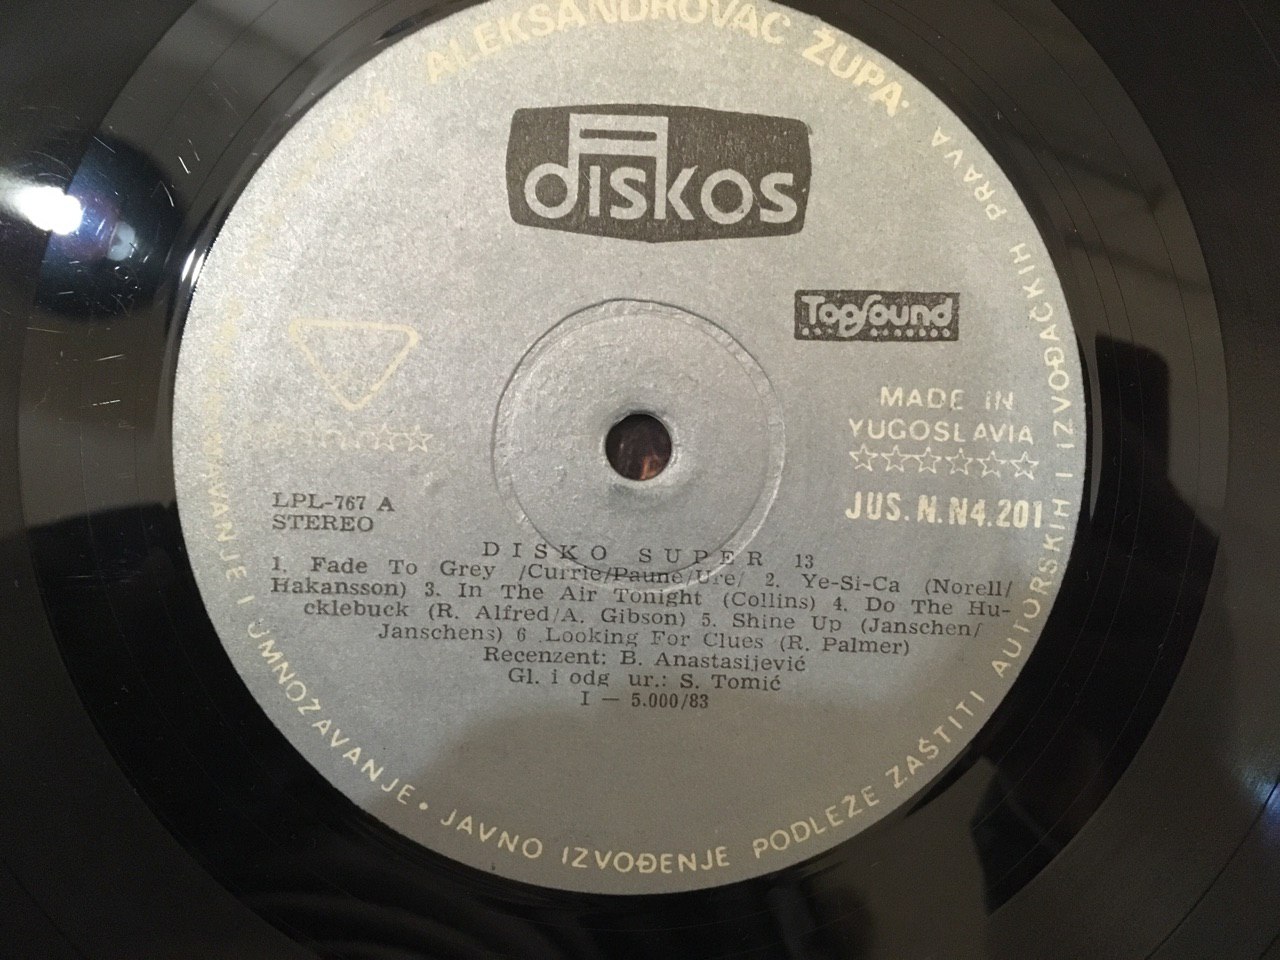 ALEKSANDROVAC ŽUPA·
diskos
TopSound
MADE IN
YUGOSLAVIA
JUS.N.N4.201
LPL-767 A
STEREO
DISKO SUPER 13
1. Fade To Grey /Currie/Paune/Ure/ 2. Ye-Si-Ca (Norell/
Hakansson) 3. In The Air Tonight (Collins) 4. Do The Hu-
cklebuck (R. Alfred/A. Gibson) 5. Shine Up (Janschen/
Janschens) 6 Looking For Clues (R. Palmer)
Recenzent: B. Anastasijević
Gl. i odg ur.: S. Tomić
I — 5.000/83
I UMNOZAVANJE • JAVNO IZVOĐENJE PODLEŽE ZAŠTITI AUTORSKIH I IZVOĐAČKIH PRAVA